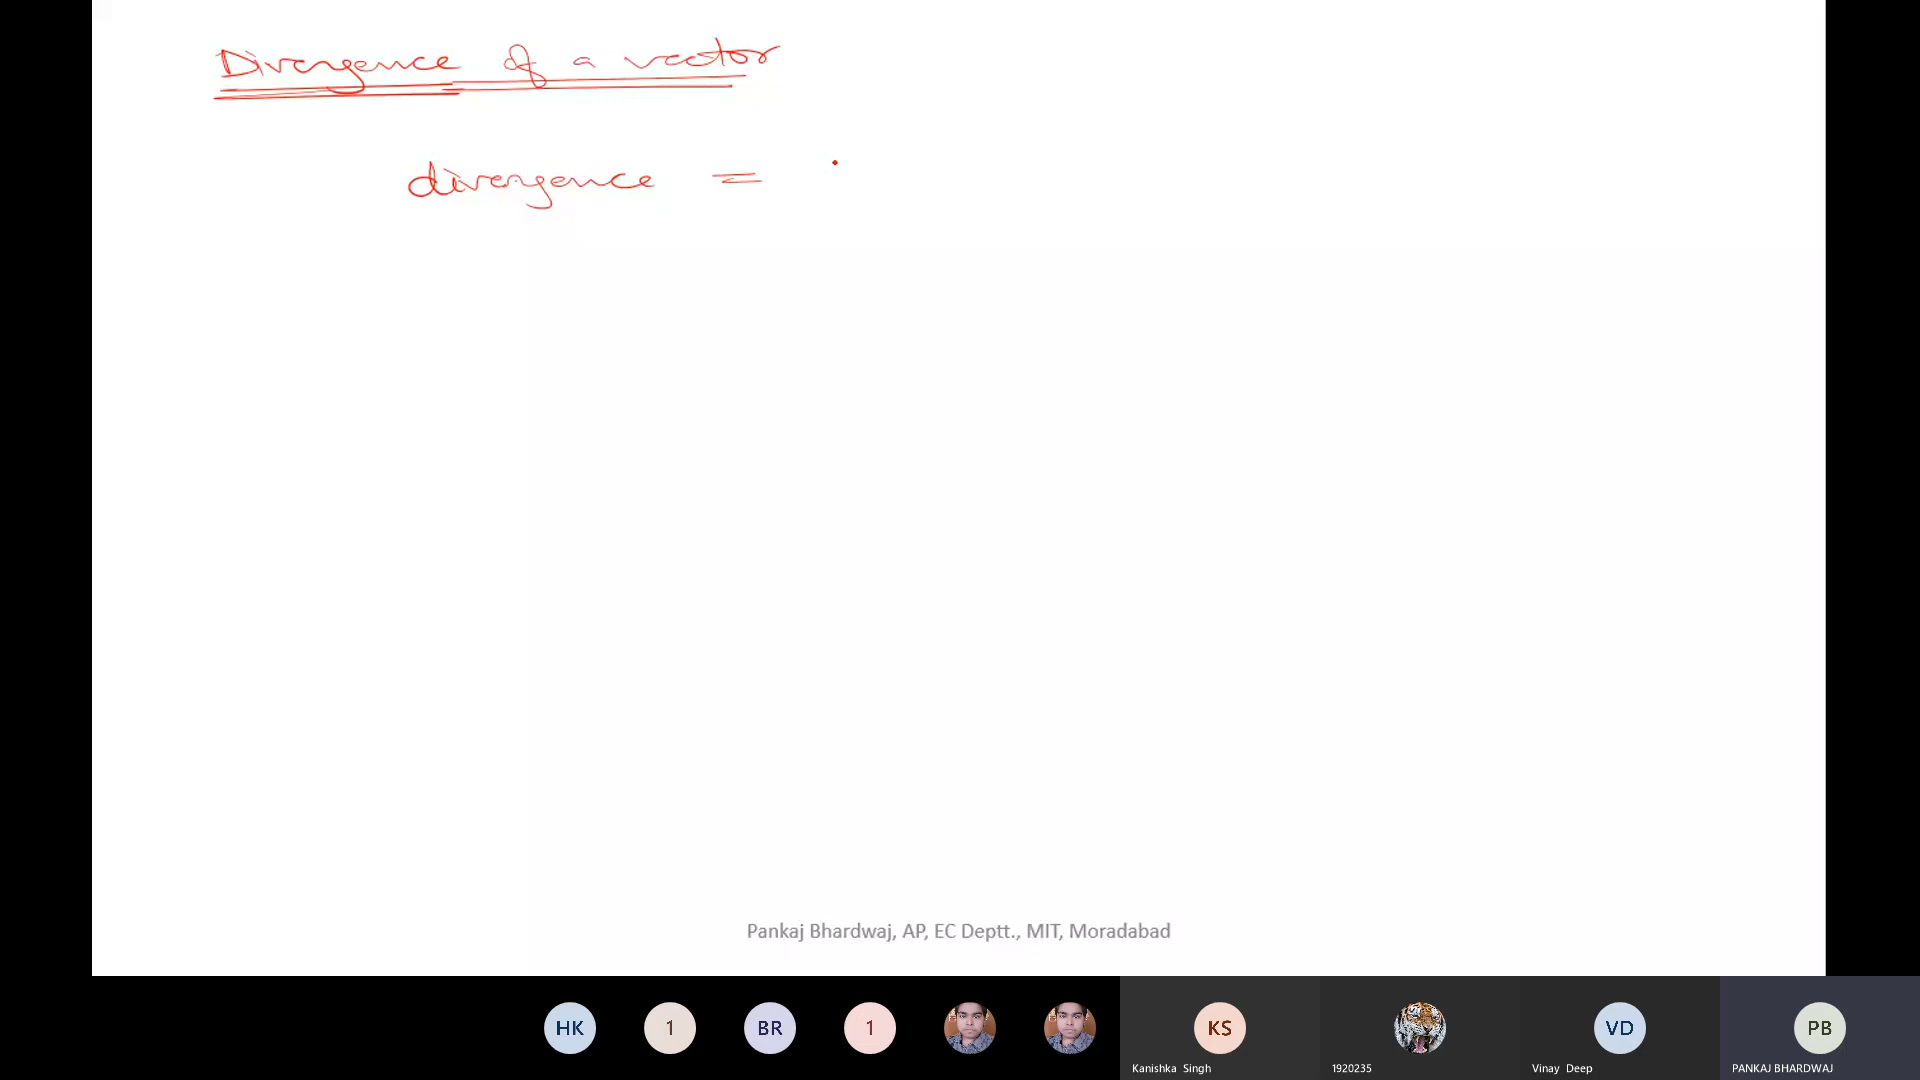 Divergence of a vector
divergence =
Pankaj Bhardwaj, AP, EC Deptt., MIT, Moradabad
HK
1
BR
1
KS
VD
PB
Kanishka Singh
1920235
Vinay Deep
PANKAJ BHARDWAJ